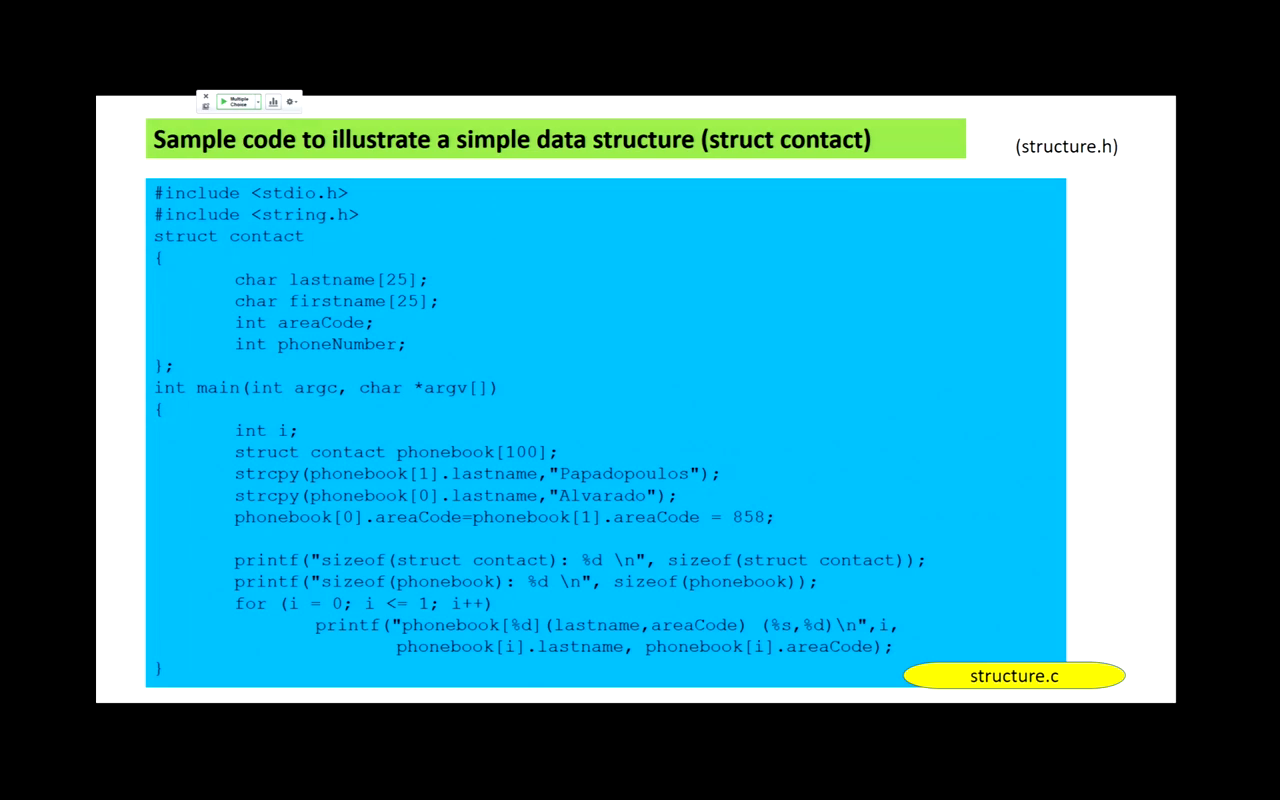 Multiple
Choice
Sample code to illustrate a simple data structure (struct contact)
(structure.h)
#include <stdio.h>
#include <string.h>
struct contact
{
char lastname[25];
char firstname[25];
int areaCode;
int phoneNumber;
};
int main(int argc, char *argv[])
{
int i;
struct contact phonebook[100];
strcpy(phonebook[1].lastname,"Papadopoulos");
strcpy(phonebook[0].lastname,"Alvarado");
phonebook[0].areaCode=phonebook[1].areaCode = 858;
printf("sizeof(struct contact): %d \n", sizeof(struct contact));
printf("sizeof(phonebook): %d \n", sizeof(phonebook));
for (i = 0; i <= 1; i++)
printf("phonebook[%d](lastname,areaCode) (%s,%d)\n",i,
phonebook[i].lastname, phonebook[i].areaCode);
}
structure.c